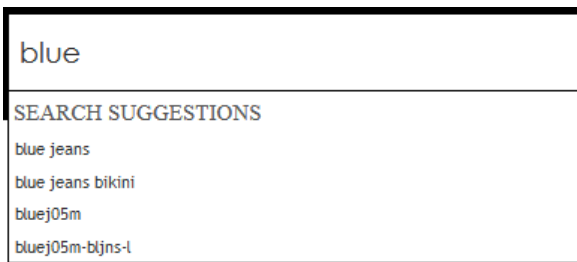 blue
SEARCH SUGGESTIONS
blue jeans
blue jeans bikini
bluej05m
bluej05m-bljns-l